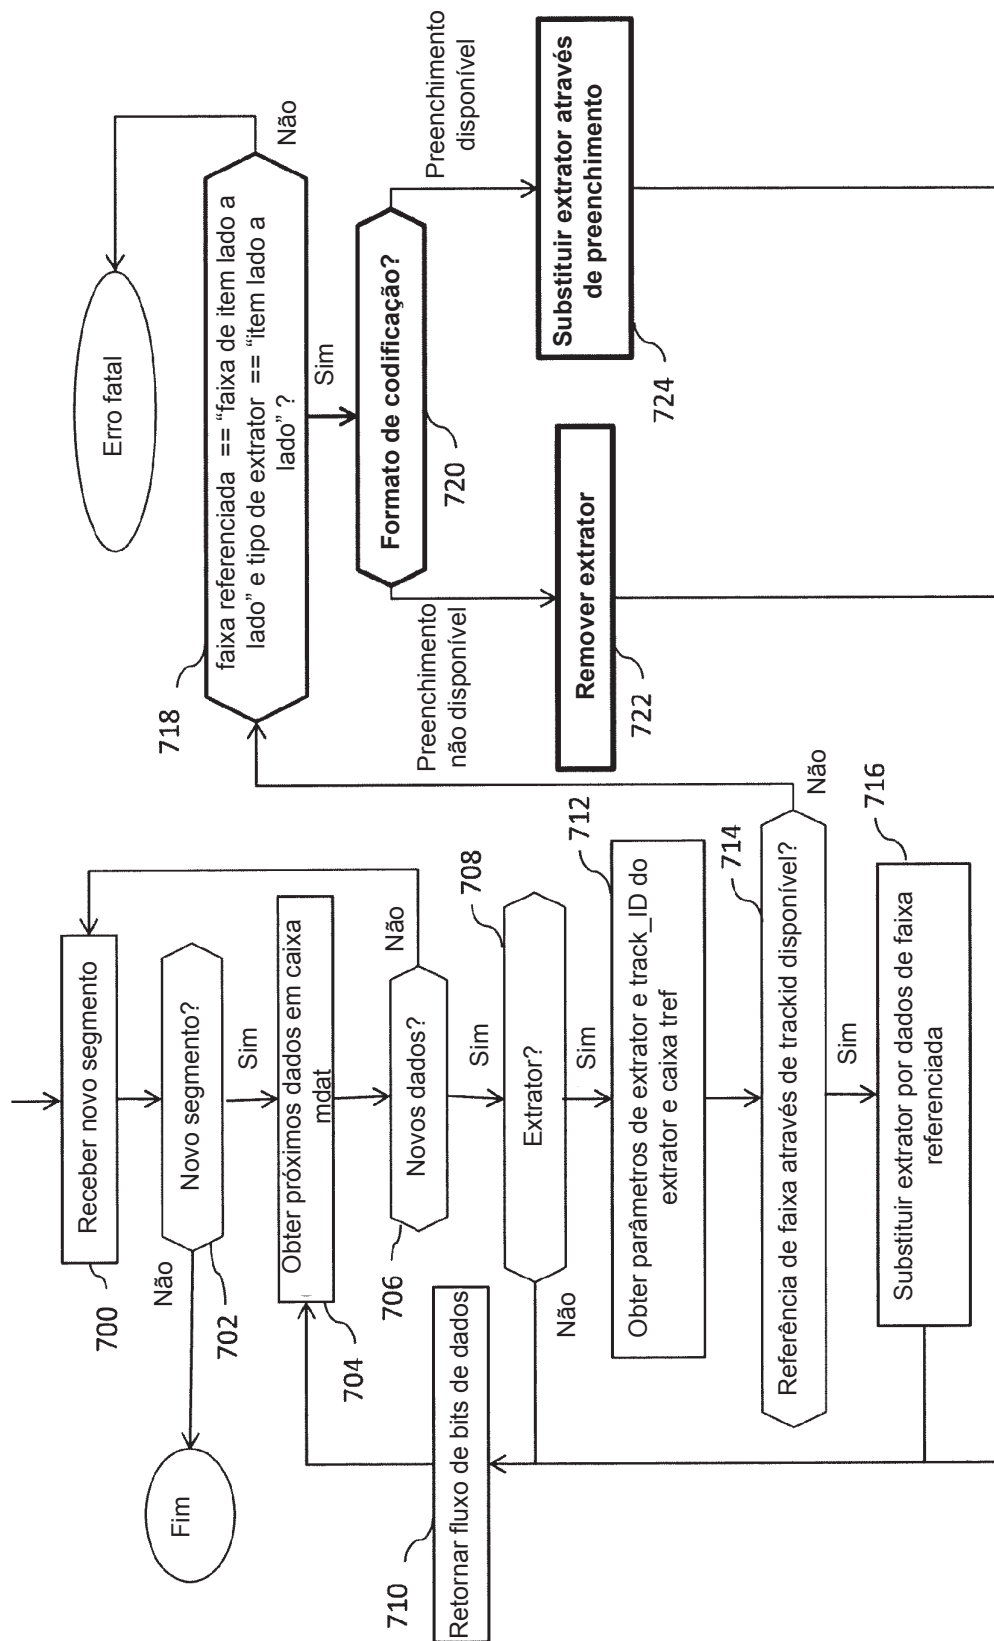 Receber novo segmento
700
Novo segmento?
702
Não
Fim
Sim
Obter próximos dados em caixa
mdat
704
Novos dados?
706
Não
Sim
Extrator?
708
Não
Retornar fluxo de bits de dados
710
Sim
Obter parâmetros de extrator e track_ID do
extrator e caixa tref
712
Referência de faixa através de trackid disponível?
714
Não
Sim
Substituir extrator por dados de faixa
referenciada
716
Erro fatal
Não
faixa referenciada == “faixa de item lado a
lado” e tipo de extrator == “item lado a
lado” ?
718
Sim
Formato de codificação?
720
Preenchimento
não disponível
Remover extrator
722
Preenchimento
disponível
Substituir extrator através
de preenchimento
724